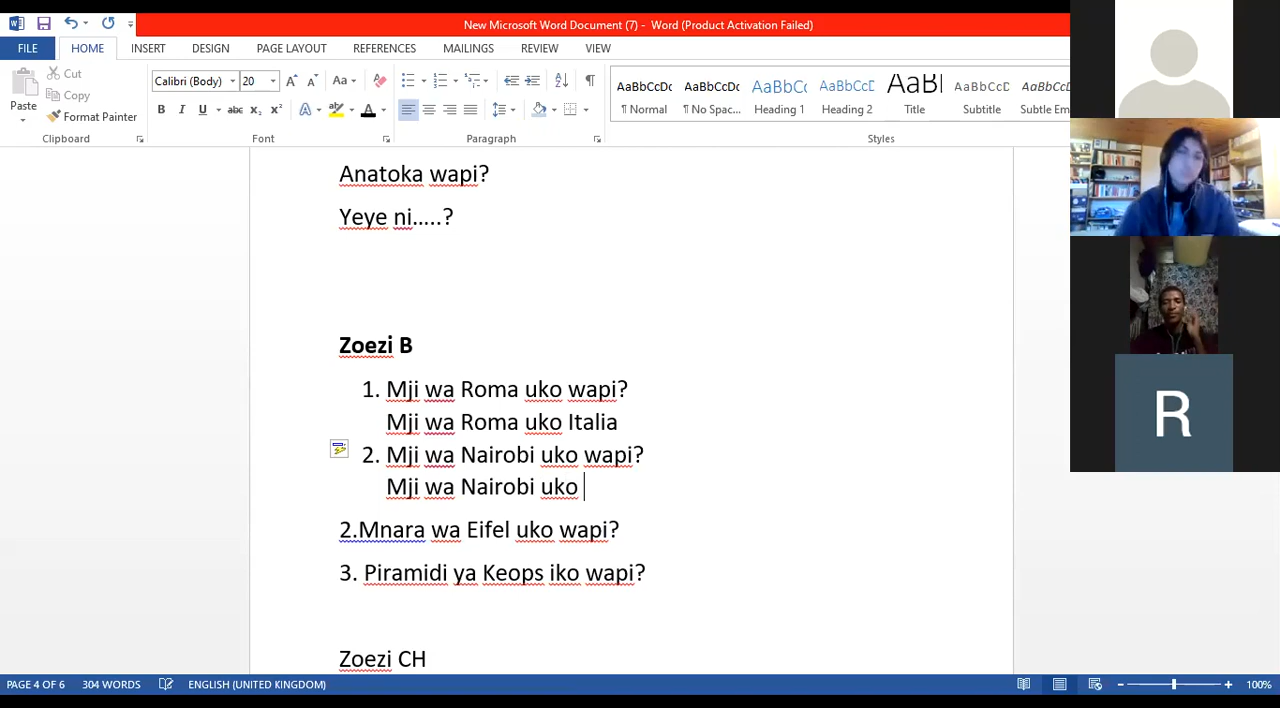 New Microsoft Word Document (7) - Word (Product Activation Failed)
FILE HOME INSERT DESIGN PAGE LAYOUT REFERENCES MAILINGS REVIEW VIEW
Cut
Calibri (Body) 20 Aa AaBbCcDc AaBbCcDc AaBbCc AaBbCcD AaBl AaBbCcD AaBbCcDc
Copy
Paste
Format Painter
B I U abc X₂ X² A A ¶ Normal ¶ No Spac... Heading 1 Heading 2 Title Subtitle Subtle Em
Clipboard Font Paragraph Styles
Anatoka wapi?
Yeye ni.....?
Zoezi B
1. Mji wa Roma uko wapi?
Mji wa Roma uko Italia
2. Mji wa Nairobi uko wapi?
Mji wa Nairobi uko
2.Mnara wa Eifel uko wapi?
3. Piramidi ya Keops iko wapi?
Zoezi CH
R
PAGE 4 OF 6 304 WORDS ENGLISH (UNITED KINGDOM) 100%